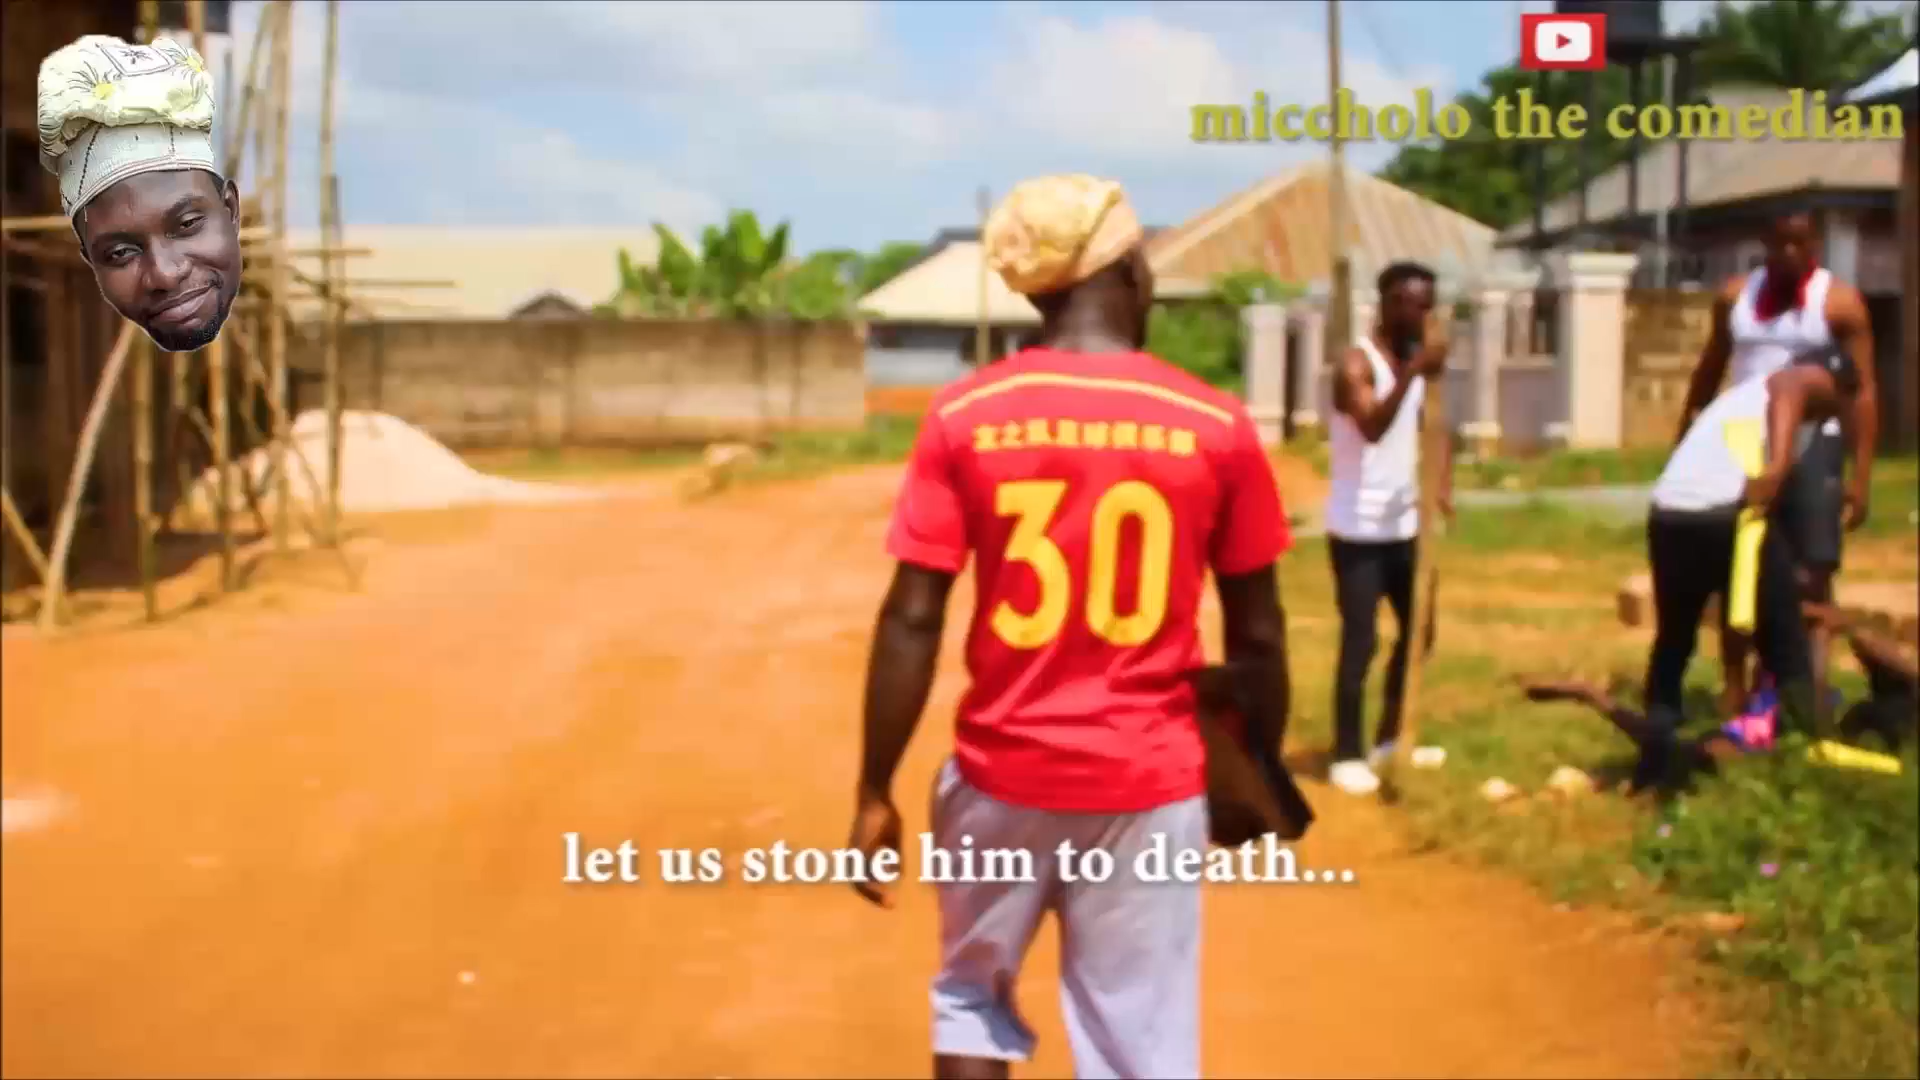 miccholo the comedian
30
let us stone him to death...